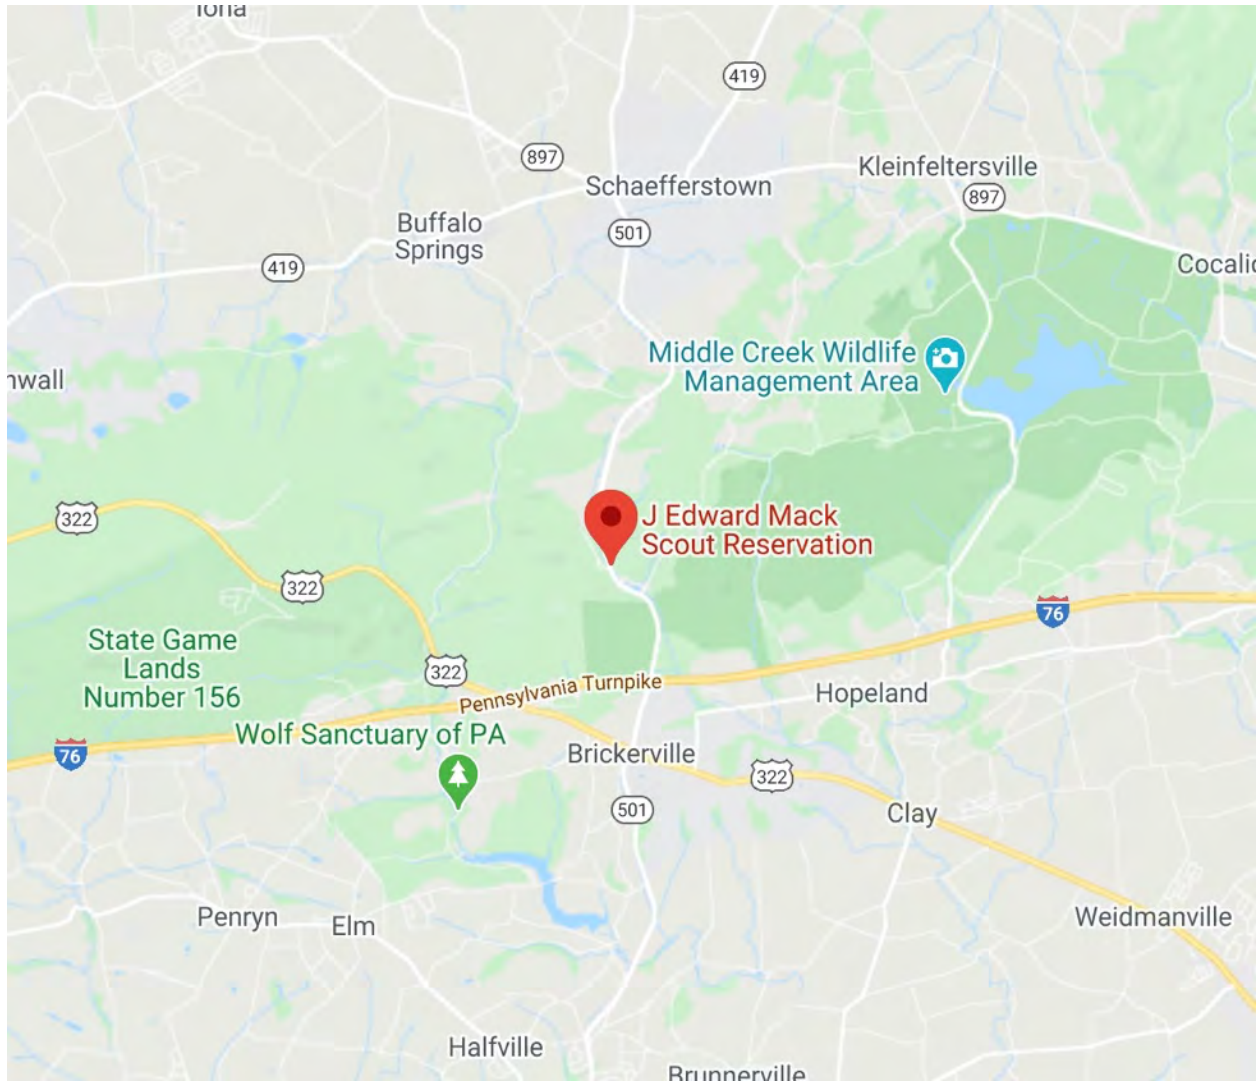 Iona
419
897
Kleinfeltersville
Schaefferstown
897
Buffalo
Springs
501
419
Cocalic
Middle Creek Wildlife
Management Area
nwall
322
J Edward Mack
Scout Reservation
322
76
State Game
Lands
Number 156
322
Pennsylvania Turnpike
Hopeland
Wolf Sanctuary of PA
76
Brickerville
322
501
Clay
Penryn
Elm
Weidmanville
Halfville
Brunnerville